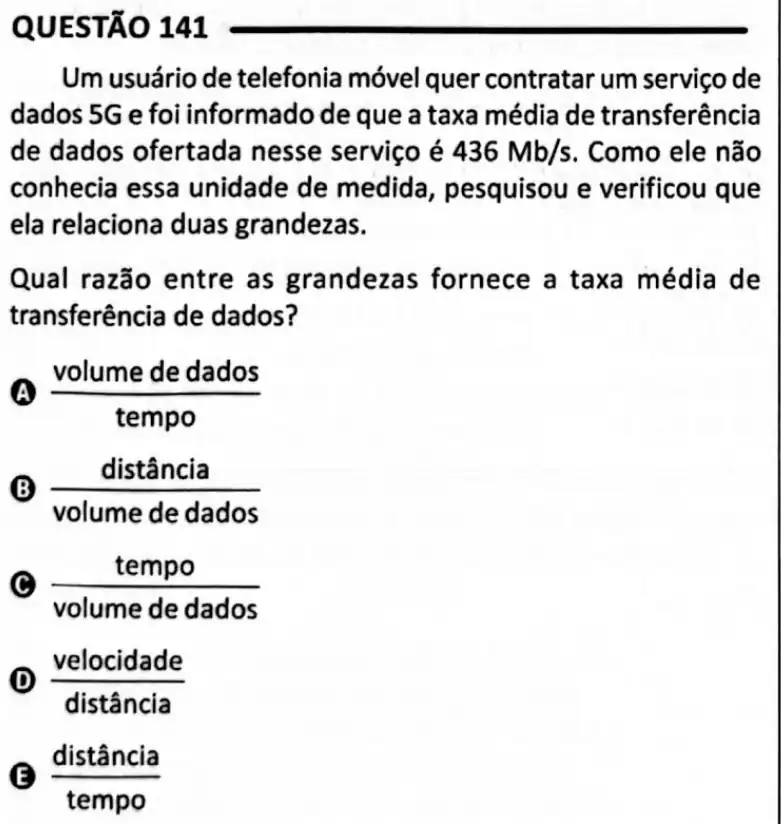 QUESTÃO 141
Um usuário de telefonia móvel quer contratar um serviço de
dados 5G e foi informado de que a taxa média de transferência
de dados ofertada nesse serviço é 436 Mb/s. Como ele não
conhecia essa unidade de medida, pesquisou e verificou que
ela relaciona duas grandezas.
Qual razão entre as grandezas fornece a taxa média de
transferência de dados?
A
volume de dados
tempo
B
distância
volume de dados
C
tempo
volume de dados
D
velocidade
distância
E
distância
tempo